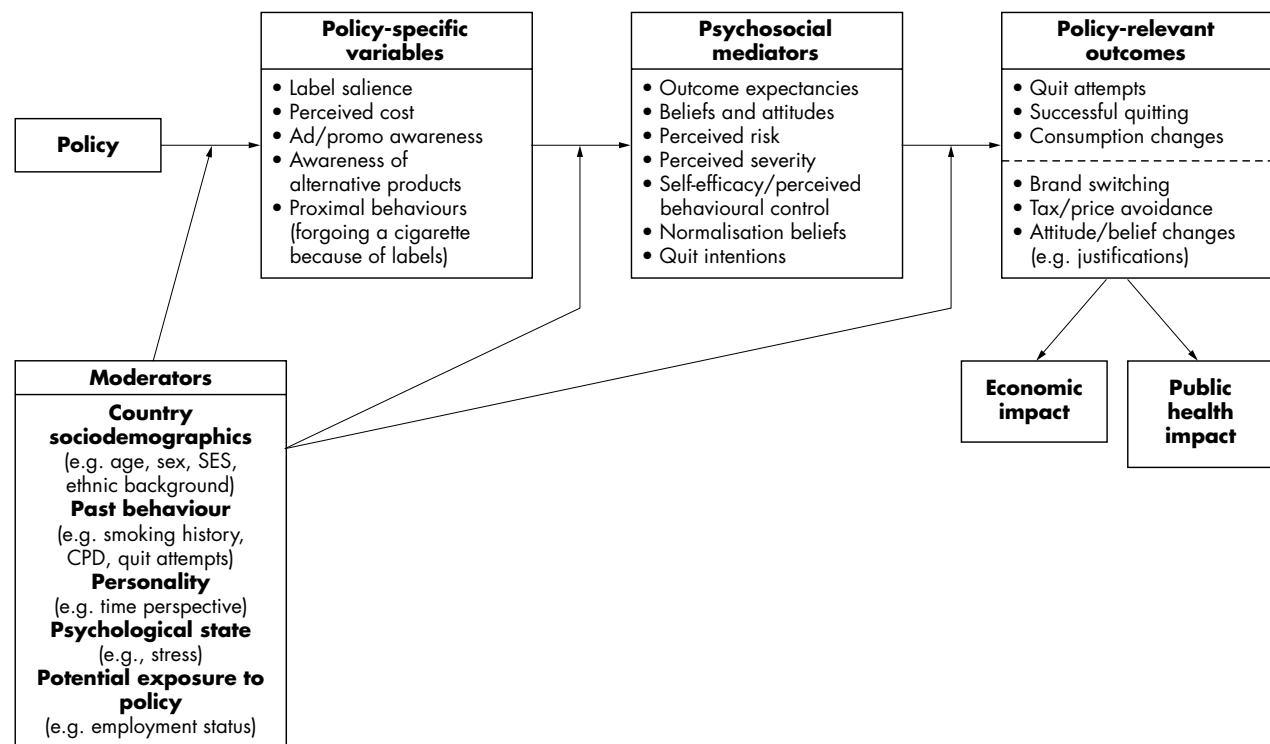 Policy
Policy-specific
variables
• Label salience
• Perceived cost
• Ad/promo awareness
• Awareness of
alternative products
• Proximal behaviours
(forgoing a cigarette
because of labels)
Psychosocial
mediators
• Outcome expectancies
• Beliefs and attitudes
• Perceived risk
• Perceived severity
• Self-efficacy/perceived
behavioural control
• Normalisation beliefs
• Quit intentions
Policy-relevant
outcomes
• Quit attempts
• Successful quitting
• Consumption changes
• Brand switching
• Tax/price avoidance
• Attitude/belief changes
(e.g. justifications)
Moderators
Country
sociodemographics
(e.g. age, sex, SES,
ethnic background)
Past behaviour
(e.g. smoking history,
CPD, quit attempts)
Personality
(e.g. time perspective)
Psychological state
(e.g., stress)
Potential exposure to
policy
(e.g. employment status)
Economic
impact
Public
health
impact